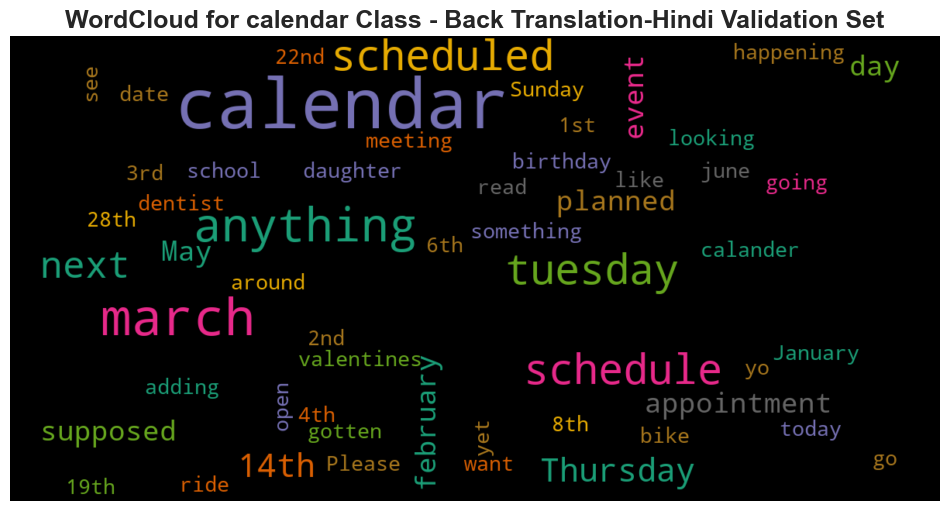 WordCloud for calendar Class - Back Translation-Hindi Validation Set
22nd scheduled happening
see date calendar Sunday event day
1st
meeting looking
3rd school daughter birthday
read like june going
dentist planned
28th anything 6th something
next May calander
around tuesday
march
2nd
valentines January
adding open february schedule yo
4th appointment
supposed gotten yet 8th bike today
14th Please want Thursday go
19th ride